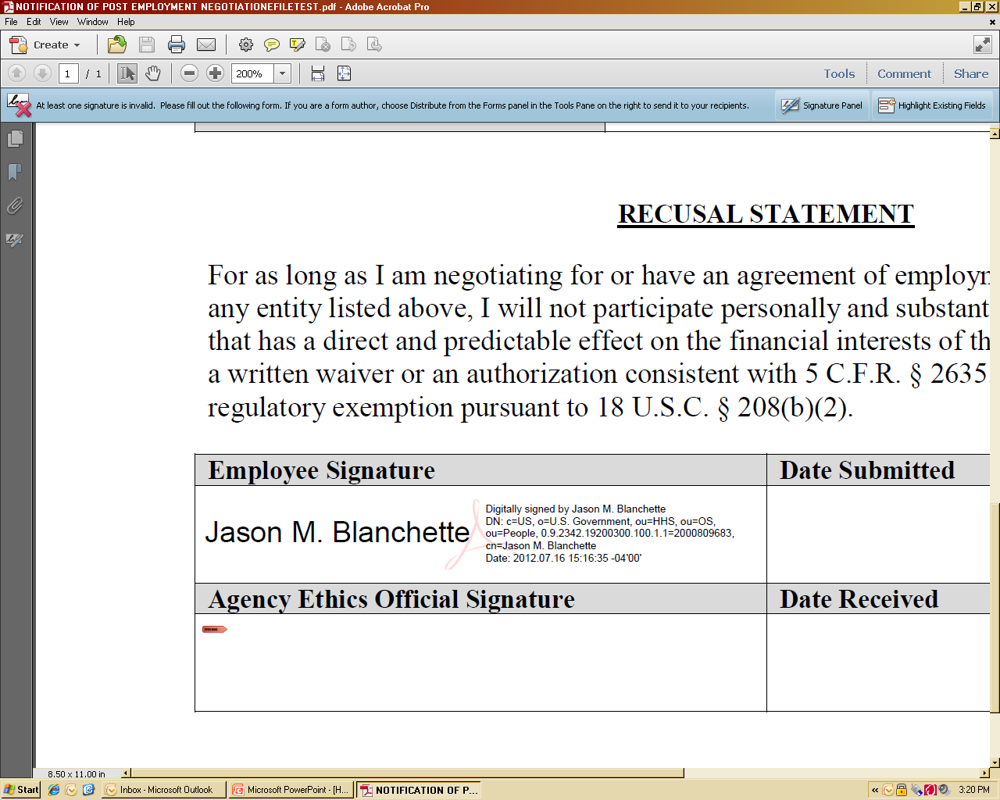 NOTIFICATION OF POST EMPLOYMENT NEGOTIATIONEFILETEST.pdf - Adobe Acrobat Pro
File Edit View Window Help
Create
1 / 1 200% Tools Comment Share
At least one signature is invalid. Please fill out the following form. If you are a form author, choose Distribute from the Forms panel in the Tools Pane on the right to send it to your recipients. Signature Panel Highlight Existing Fields
RECUSAL STATEMENT
For as long as I am negotiating for or have an agreement of employm
any entity listed above, I will not participate personally and substant
that has a direct and predictable effect on the financial interests of th
a written waiver or an authorization consistent with 5 C.F.R. § 2635.
regulatory exemption pursuant to 18 U.S.C. § 208(b)(2).
Employee Signature Date Submitted
Jason M. Blanchette
Digitally signed by Jason M. Blanchette
DN: c=US, o=U.S. Government, ou=HHS, ou=OS,
ou=People, 0.9.2342.19200300.100.1.1=2000809683,
cn=Jason M. Blanchette
Date: 2012.07.16 15:16:35 -04'00'
Agency Ethics Official Signature Date Received
8.50 x 11.00 in
Start Inbox - Microsoft Outlook Microsoft PowerPoint - [H... NOTIFICATION OF P... « 3:20 PM